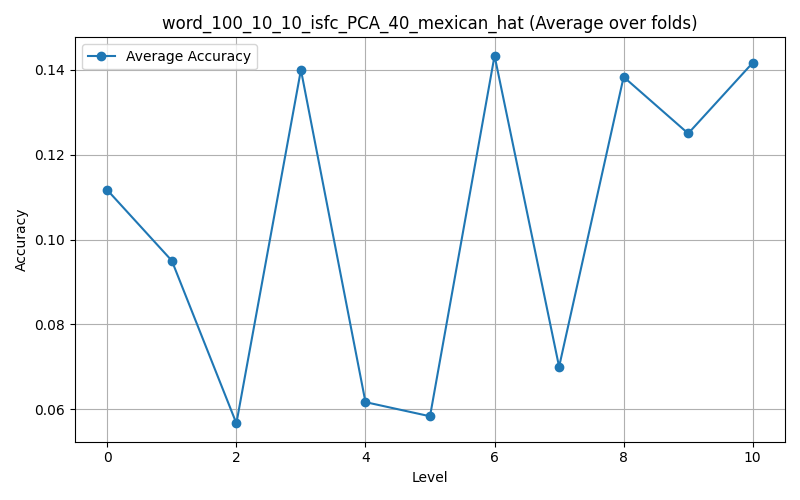 word_100_10_10_isfc_PCA_40_mexican_hat (Average over folds)
Average Accuracy
0.14
0.12
0.10
0.08
0.06
Accuracy
0 2 4 6 8 10
Level